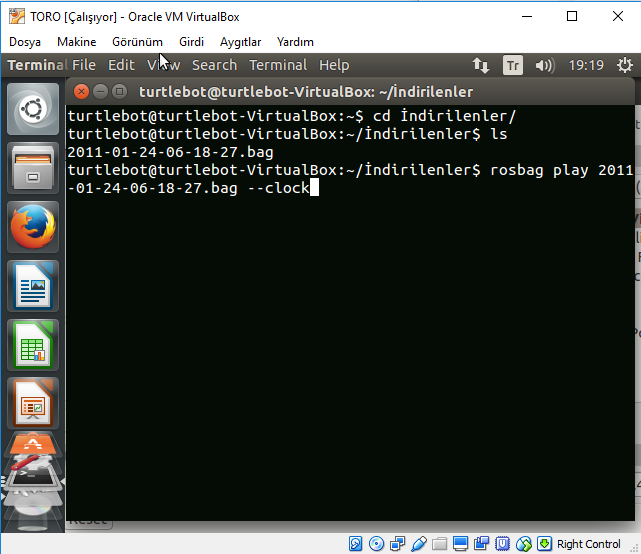 TORO [Çalışıyor] - Oracle VM VirtualBox
Dosya Makine Görünüm Girdi Aygıtlar Yardım
Terminal File Edit View Search Terminal Help Tr 19:19
turtlebot@turtlebot-VirtualBox: ~/İndirilenler
turtlebot@turtlebot-VirtualBox:~$ cd İndirilenler/
turtlebot@turtlebot-VirtualBox:~/İndirilenler$ ls
2011-01-24-06-18-27.bag
turtlebot@turtlebot-VirtualBox:~/İndirilenler$ rosbag play 2011
-01-24-06-18-27.bag --clock
Reset
Right Control